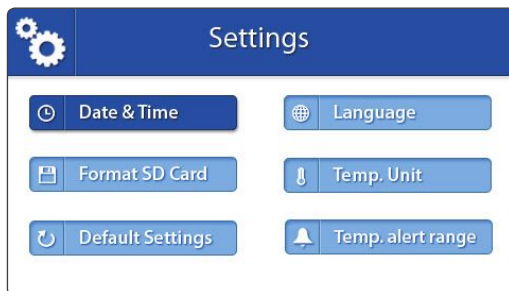 Settings
Date & Time
Language
Format SD Card
Temp. Unit
Default Settings
Temp. alert range